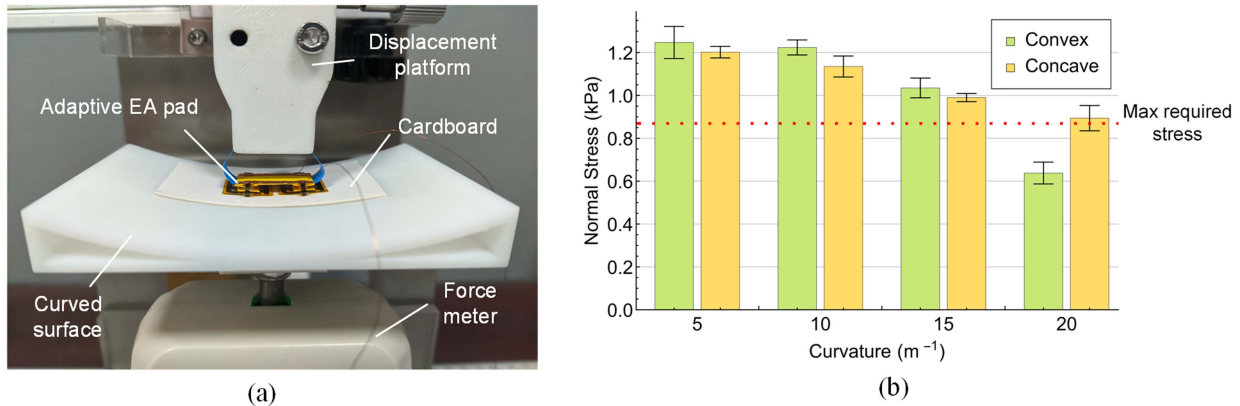 Displacement
platform
Adaptive EA pad
Cardboard
Curved
surface
Force
meter
(a)
Normal Stress (kPa)
1.2
1.0
0.8
0.6
0.4
0.2
0.0
Convex
Concave
Max required
stress
5 10 15 20
Curvature (m⁻¹)
(b)